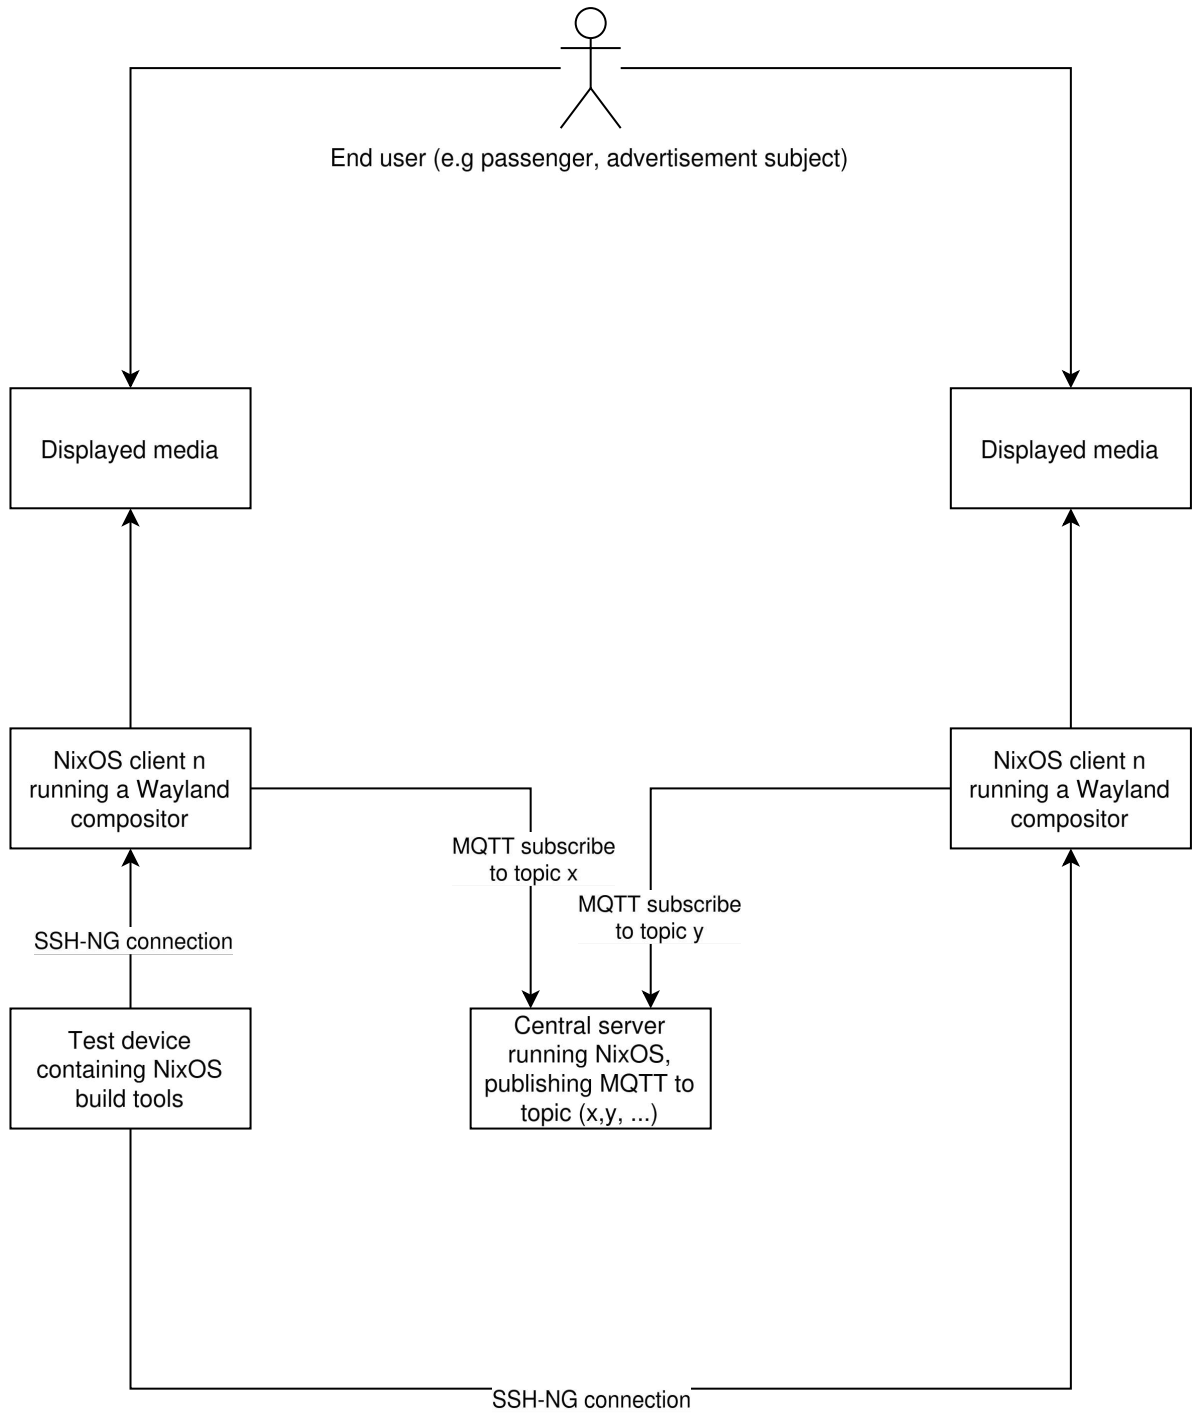 End user (e.g passenger, advertisement subject)
Displayed media
Displayed media
NixOS client n
running a Wayland
compositor
NixOS client n
running a Wayland
compositor
MQTT subscribe
to topic x
MQTT subscribe
to topic y
SSH-NG connection
Test device
containing NixOS
build tools
Central server
running NixOS,
publishing MQTT to
topic (x,y, ...)
SSH-NG connection